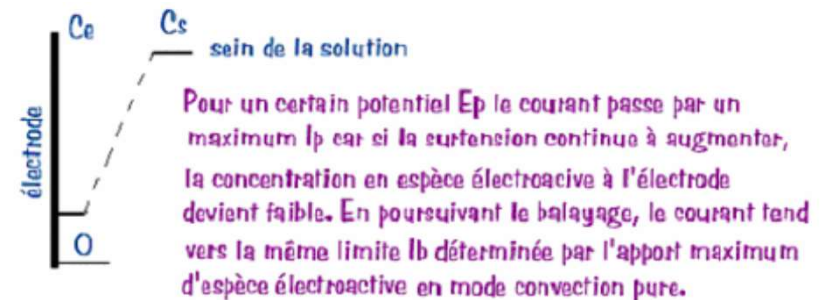 Ce
Cs
sein de la solution
électrode
Pour un certain potentiel Ep le courant passe par un
maximum Ip car si la surtension continue à augmenter,
la concentration en espèce électroacive à l'électrode
devient faible. En poursuivant le balayage, le courant tend
vers la même limite Ib déterminée par l'apport maximum
d'espèce électroactive en mode convection pure.
O